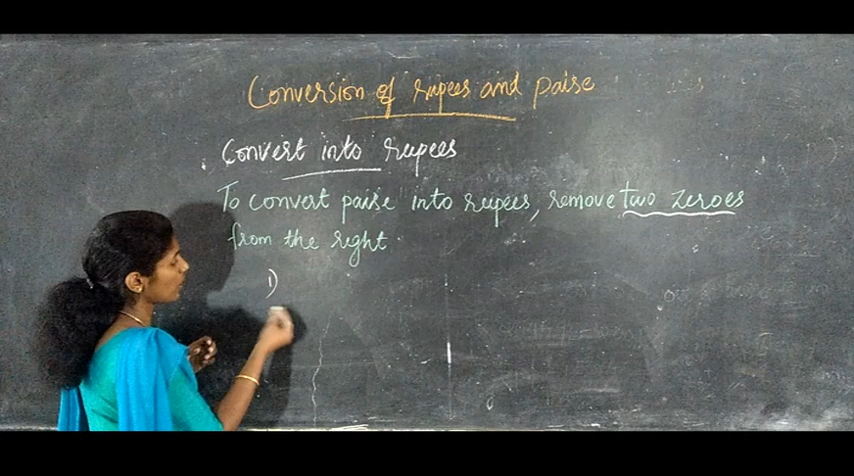 Conversion of rupees and paise
Convert into rupees
To convert paise into rupees, remove two zeroes
from the right.
1)